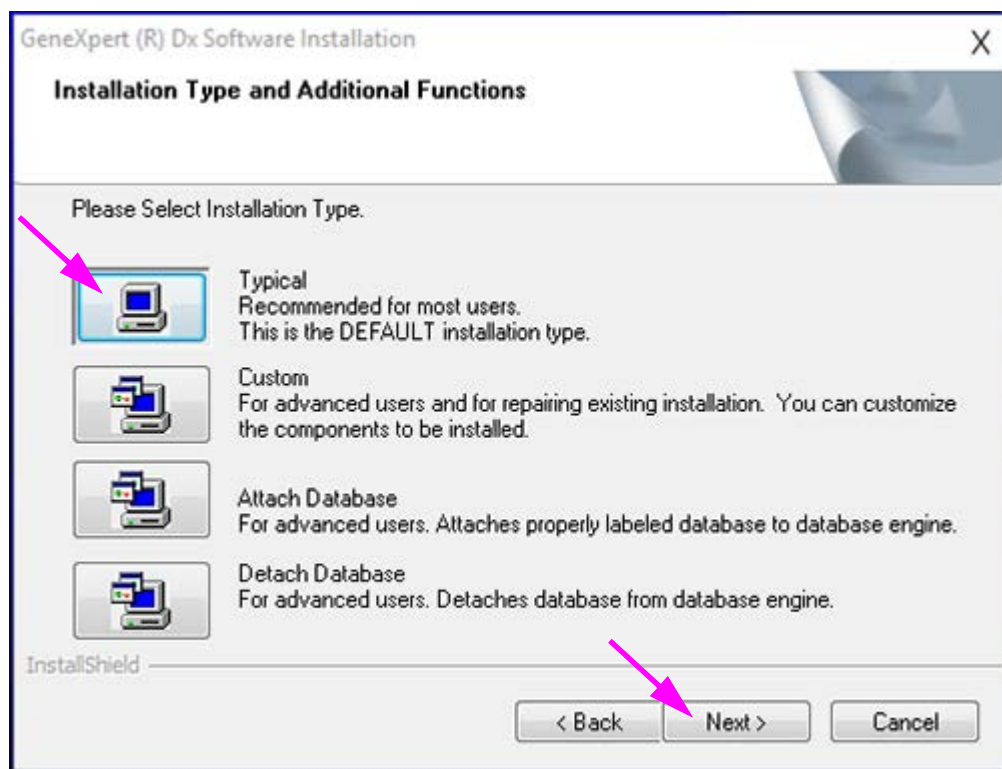 GeneXpert (R) Dx Software Installation
X
Installation Type and Additional Functions
Please Select Installation Type.
Typical
Recommended for most users.
This is the DEFAULT installation type.
Custom
For advanced users and for repairing existing installation.  You can customize
the components to be installed.
Attach Database
For advanced users. Attaches properly labeled database to database engine.
Detach Database
For advanced users. Detaches database from database engine.
InstallShield
< Back
Next >
Cancel